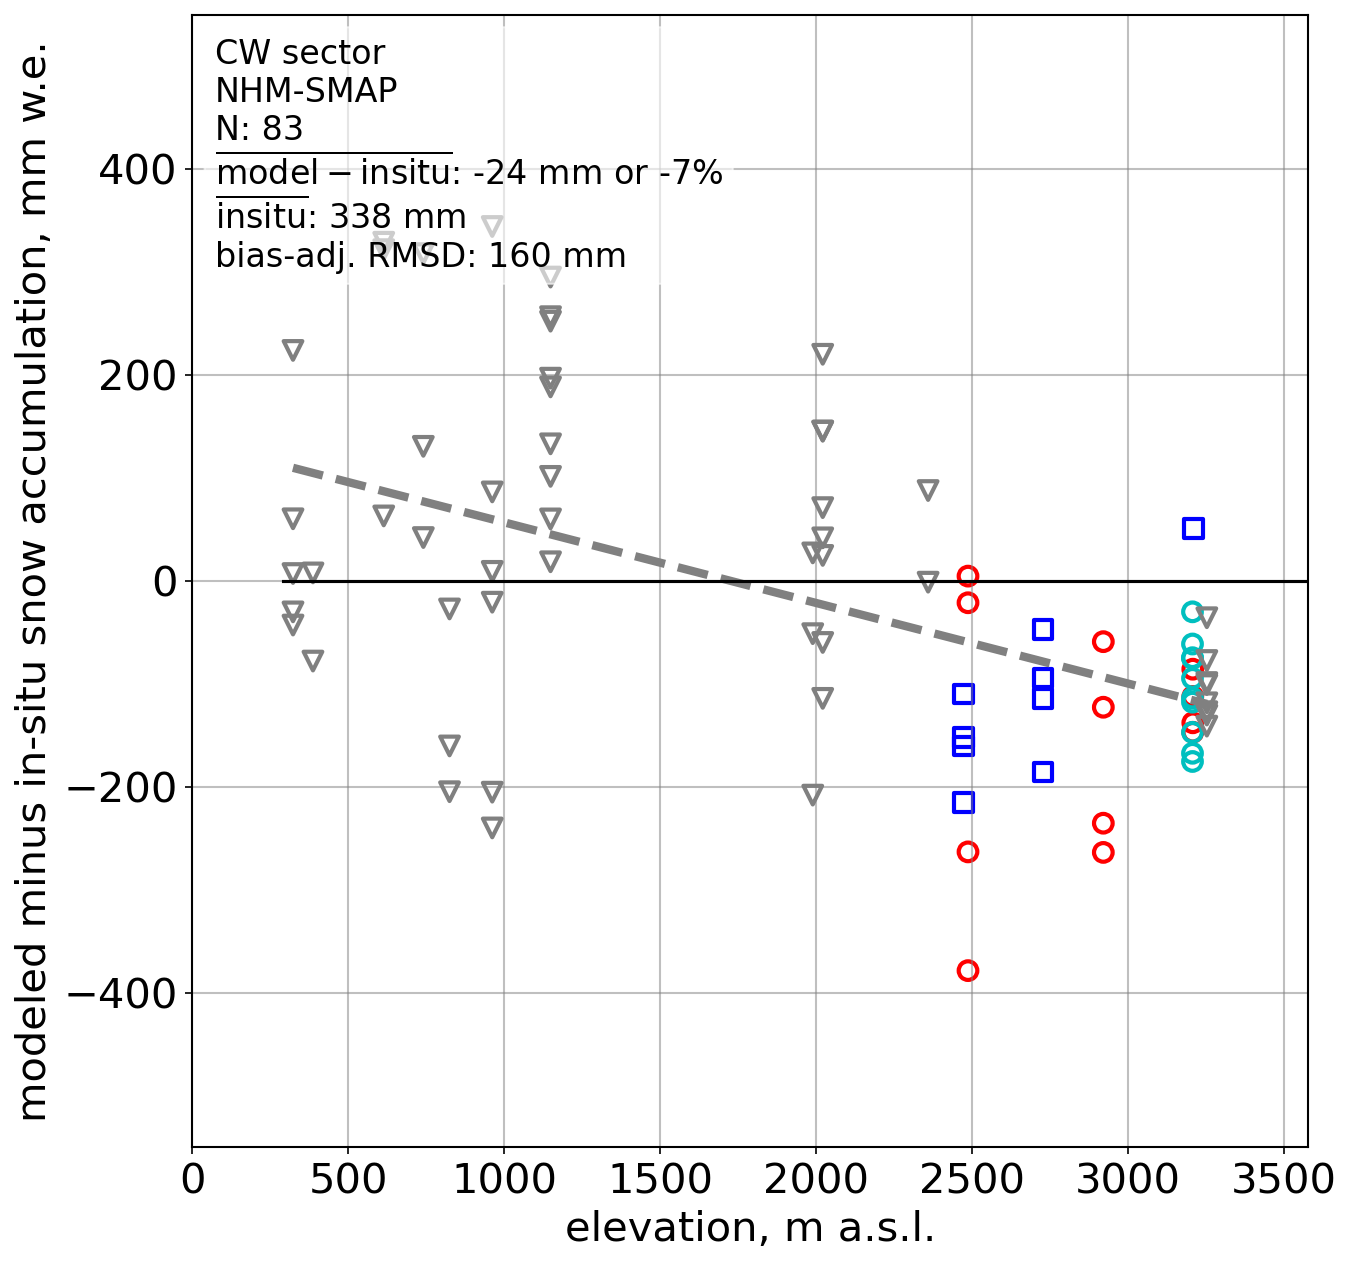 CW sector
NHM-SMAP
N: 83
model − insitu: -24 mm or -7%
insitu: 338 mm
bias-adj. RMSD: 160 mm
modeled minus in-situ snow accumulation, mm w.e.
400
200
0
−200
−400
0 500 1000 1500 2000 2500 3000 3500
elevation, m a.s.l.